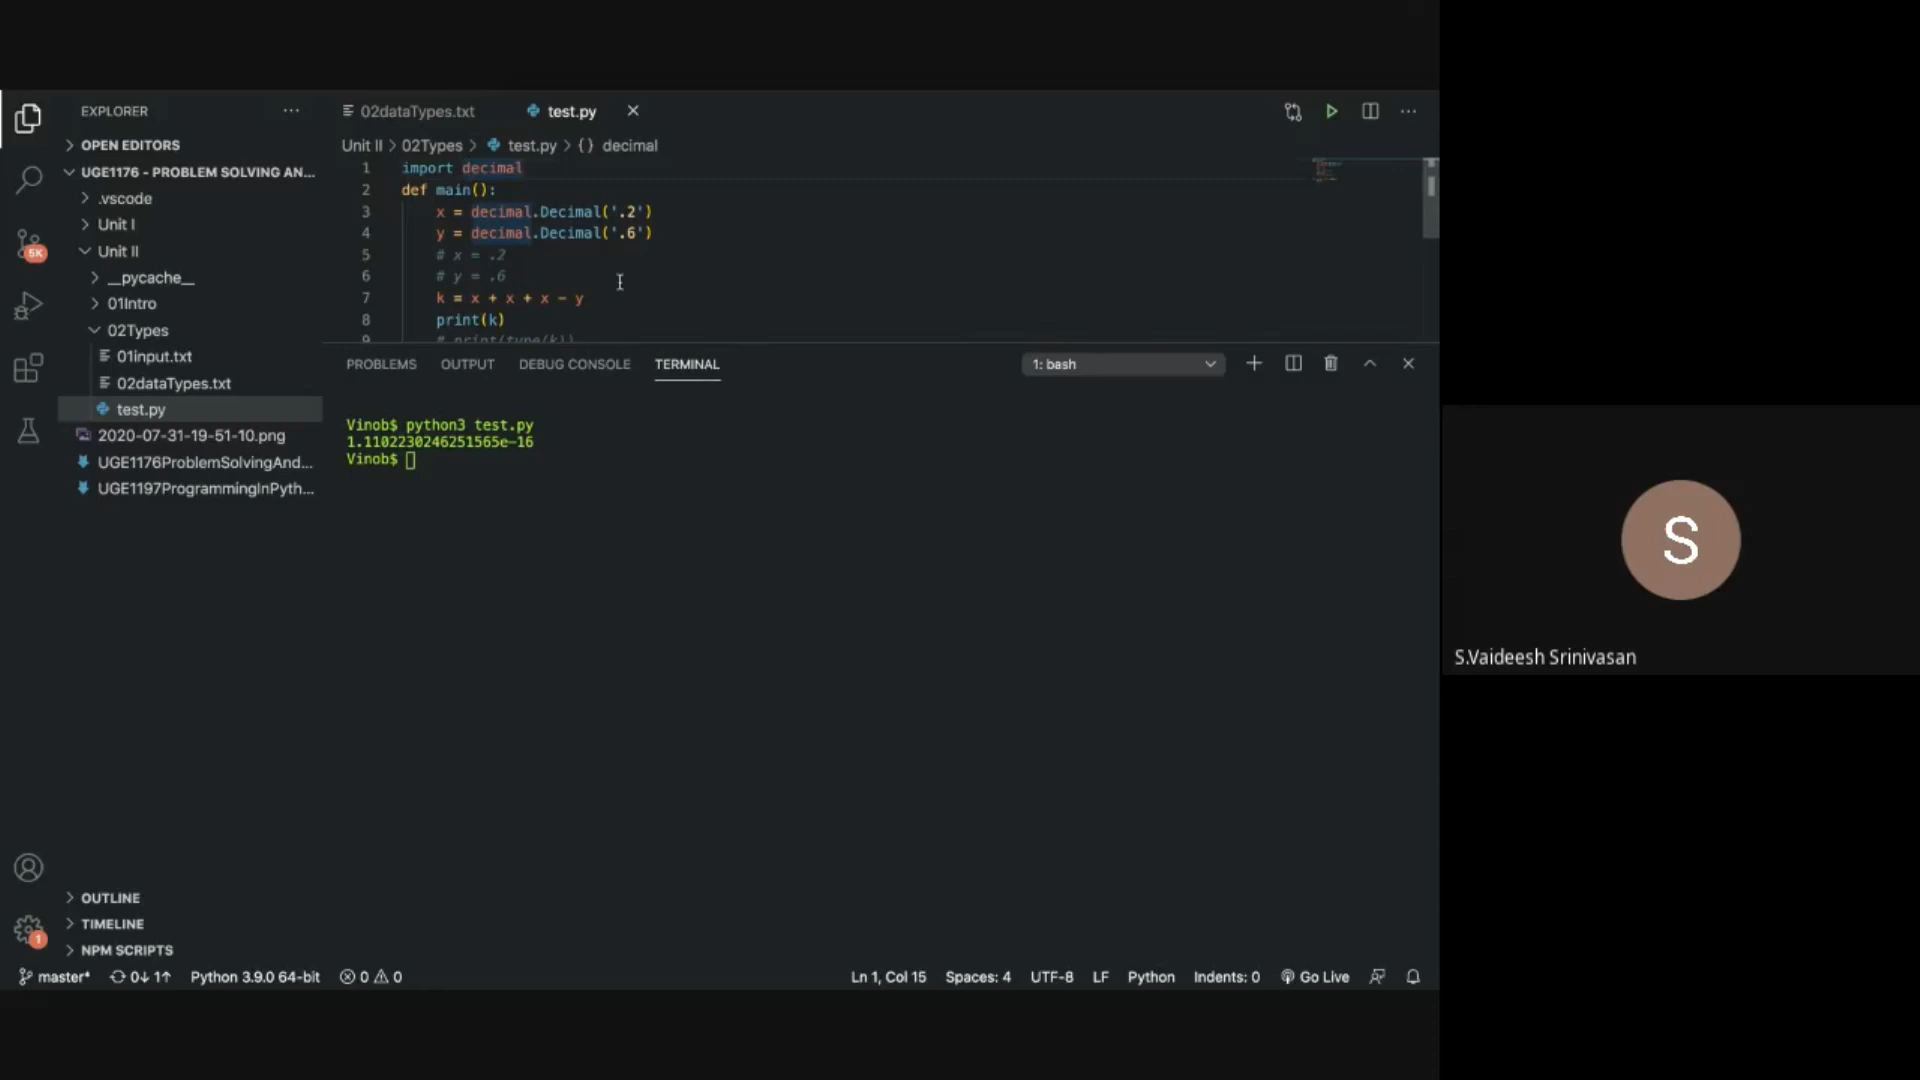 EXPLORER
OPEN EDITORS
UGE1176 - PROBLEM SOLVING AN...
.vscode
Unit I
Unit II
__pycache__
01Intro
02Types
01input.txt
02dataTypes.txt
test.py
2020-07-31-19-51-10.png
UGE1176ProblemSolvingAnd...
UGE1197ProgrammingInPyth...
OUTLINE
TIMELINE
NPM SCRIPTS
5K
1
02dataTypes.txt test.py
Unit II > 02Types > test.py > {} decimal
1 import decimal
2 def main():
3 x = decimal.Decimal('.2')
4 y = decimal.Decimal('.6')
5 # x = .2
6 # y = .6
7 k = x + x + x - y
8 print(k)
9 # print(type(k))
PROBLEMS OUTPUT DEBUG CONSOLE TERMINAL 1: bash
Vinob$ python3 test.py
1.1102230246251565e-16
Vinob$
master* 0↓ 1↑ Python 3.9.0 64-bit 0 0 Ln 1, Col 15 Spaces: 4 UTF-8 LF Python Indents: 0 Go Live
S
S.Vaideesh Srinivasan